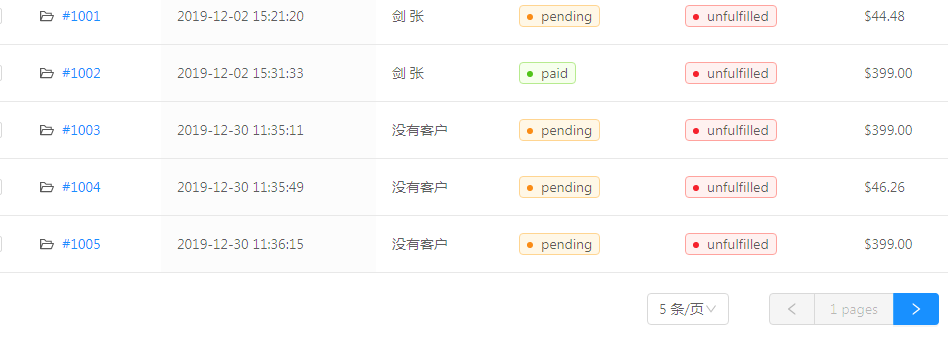 #1001 2019-12-02 15:21:20 剑 张 pending unfulfilled $44.48
#1002 2019-12-02 15:31:33 剑 张 paid unfulfilled $399.00
#1003 2019-12-30 11:35:11 没有客户 pending unfulfilled $399.00
#1004 2019-12-30 11:35:49 没有客户 pending unfulfilled $46.26
#1005 2019-12-30 11:36:15 没有客户 pending unfulfilled $399.00
5 条/页 1 pages